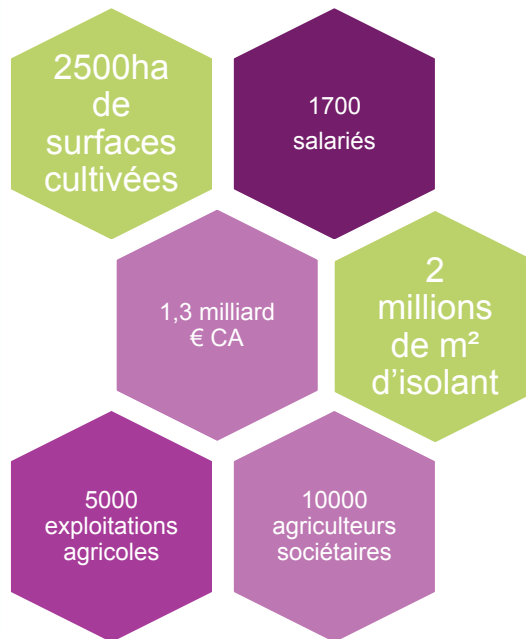 2500ha
de
surfaces
cultivées
1700
salariés
1,3 milliard
€ CA
2
millions
de m²
d’isolant
5000
exploitations
agricoles
10000
agriculteurs
sociétaires